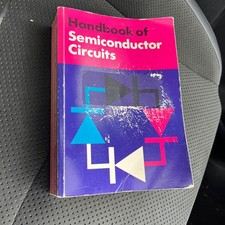 Handbook of
Semiconductor
Circuits